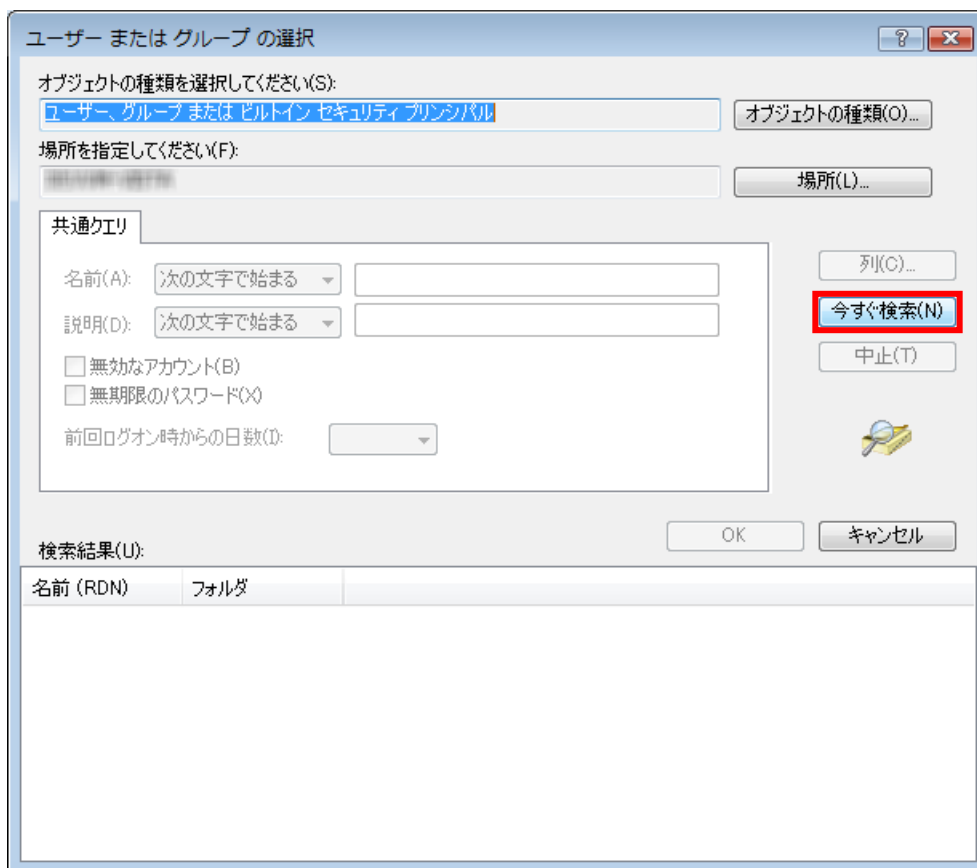 ユーザー または グループ の選択
オブジェクトの種類を選択してください(S):
ユーザー、グループ または ビルトイン セキュリティ プリンシパル
オブジェクトの種類(O)...
場所を指定してください(F):
場所(L)...
共通クエリ
名前(A): 次の文字で始まる
列(C)...
今すぐ検索(N)
説明(D): 次の文字で始まる
中止(T)
無効なアカウント(B)
無期限のパスワード(X)
前回ログオン時からの日数(I):
OK
キャンセル
検索結果(U):
名前 (RDN) フォルダ